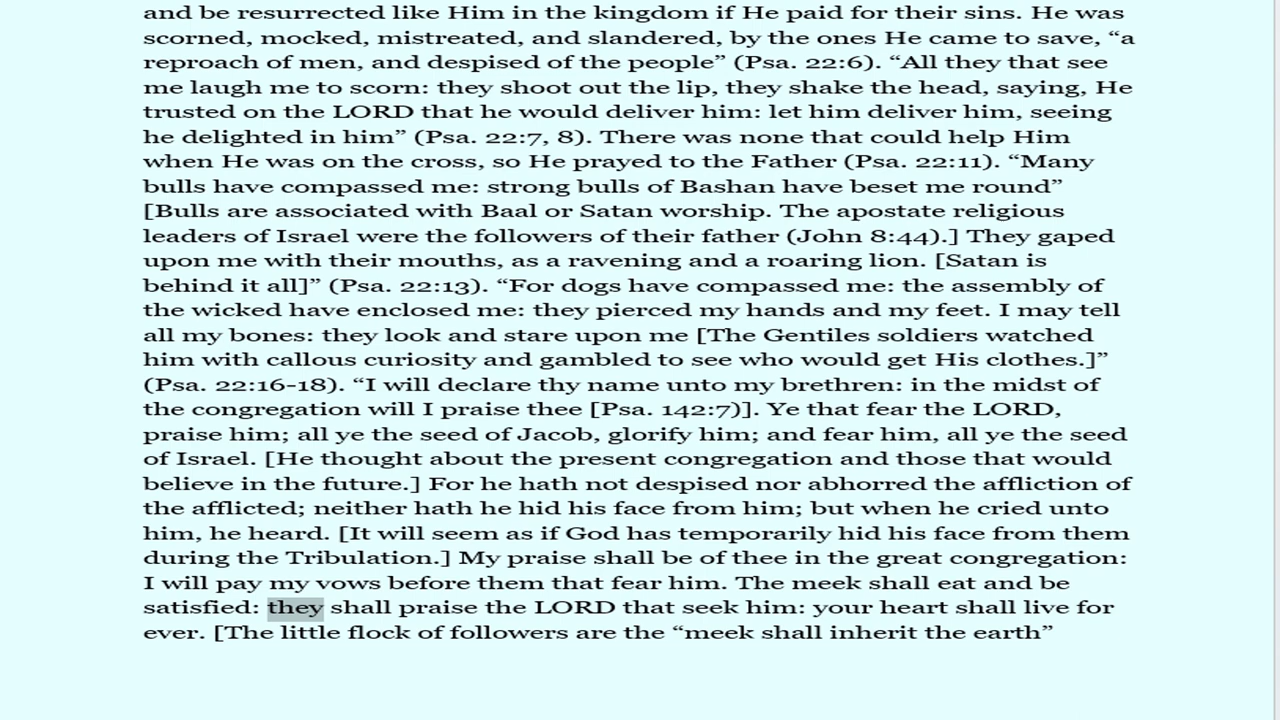 and be resurrected like Him in the kingdom if He paid for their sins. He was
scorned, mocked, mistreated, and slandered, by the ones He came to save, “a
reproach of men, and despised of the people” (Psa. 22:6). “All they that see
me laugh me to scorn: they shoot out the lip, they shake the head, saying, He
trusted on the LORD that he would deliver him: let him deliver him, seeing
he delighted in him” (Psa. 22:7, 8). There was none that could help Him
when He was on the cross, so He prayed to the Father (Psa. 22:11). “Many
bulls have compassed me: strong bulls of Bashan have beset me round”
[Bulls are associated with Baal or Satan worship. The apostate religious
leaders of Israel were the followers of their father (John 8:44).] They gaped
upon me with their mouths, as a ravening and a roaring lion. [Satan is
behind it all]” (Psa. 22:13). “For dogs have compassed me: the assembly of
the wicked have enclosed me: they pierced my hands and my feet. I may tell
all my bones: they look and stare upon me [The Gentiles soldiers watched
him with callous curiosity and gambled to see who would get His clothes.]”
(Psa. 22:16-18). “I will declare thy name unto my brethren: in the midst of
the congregation will I praise thee [Psa. 142:7)]. Ye that fear the LORD,
praise him; all ye the seed of Jacob, glorify him; and fear him, all ye the seed
of Israel. [He thought about the present congregation and those that would
believe in the future.] For he hath not despised nor abhorred the affliction of
the afflicted; neither hath he hid his face from him; but when he cried unto
him, he heard. [It will seem as if God has temporarily hid his face from them
during the Tribulation.] My praise shall be of thee in the great congregation:
I will pay my vows before them that fear him. The meek shall eat and be
satisfied: they shall praise the LORD that seek him: your heart shall live for
ever. [The little flock of followers are the “meek shall inherit the earth”